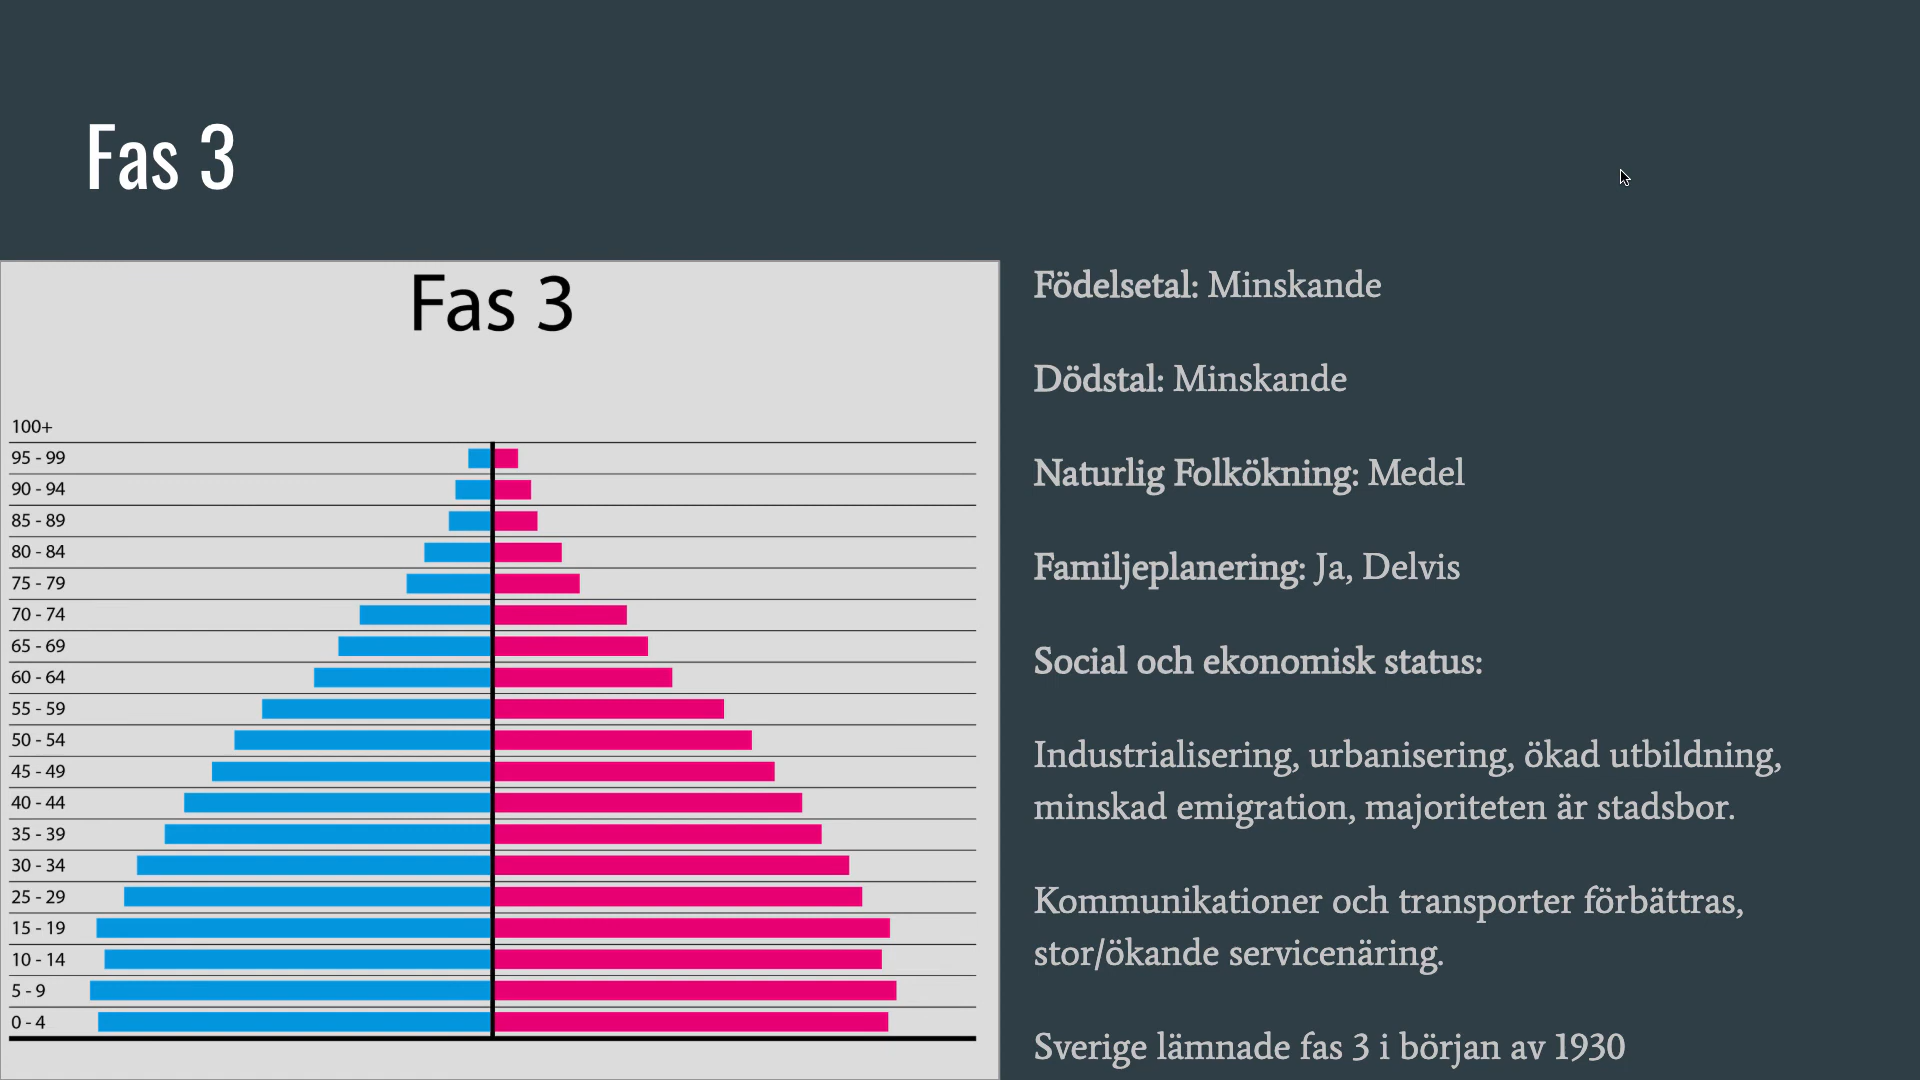 Fas 3
Fas 3
100+
95 - 99
90 - 94
85 - 89
80 - 84
75 - 79
70 - 74
65 - 69
60 - 64
55 - 59
50 - 54
45 - 49
40 - 44
35 - 39
30 - 34
25 - 29
15 - 19
10 - 14
5 - 9
0 - 4
Födelsetal: Minskande
Dödstal: Minskande
Naturlig Folkökning: Medel
Familjeplanering: Ja, Delvis
Social och ekonomisk status:
Industrialisering, urbanisering, ökad utbildning,
minskad emigration, majoriteten är stadsbor.
Kommunikationer och transporter förbättras,
stor/ökande servicenäring.
Sverige lämnade fas 3 i början av 1930